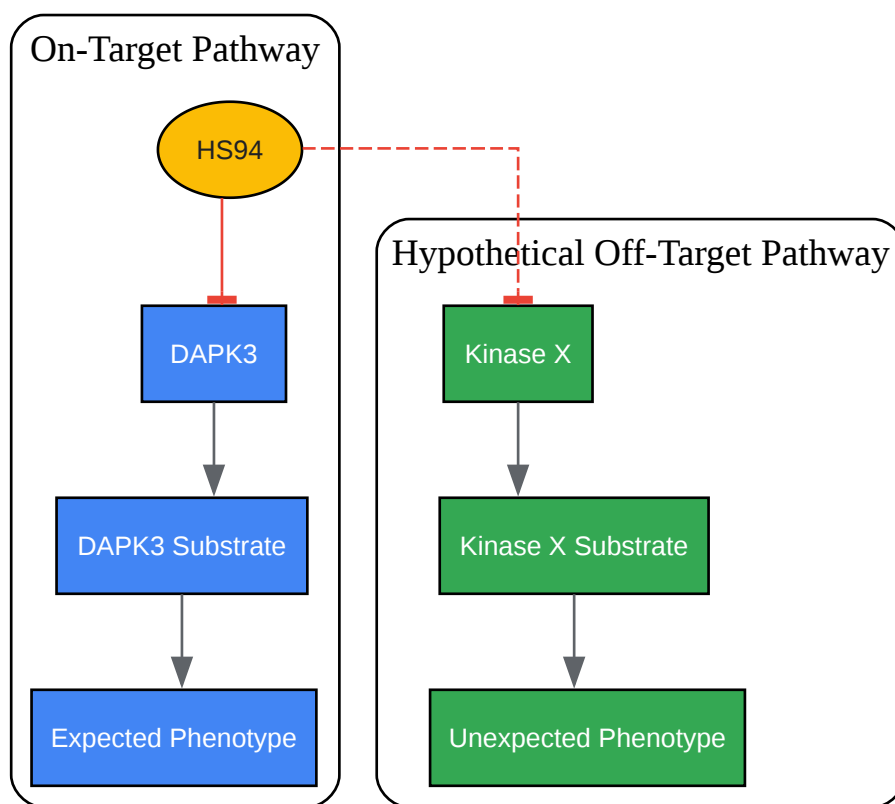 On-Target Pathway
HS94
Hypothetical Off-Target Pathway
DAPK3
Kinase X
DAPK3 Substrate
Kinase X Substrate
Expected Phenotype
Unexpected Phenotype